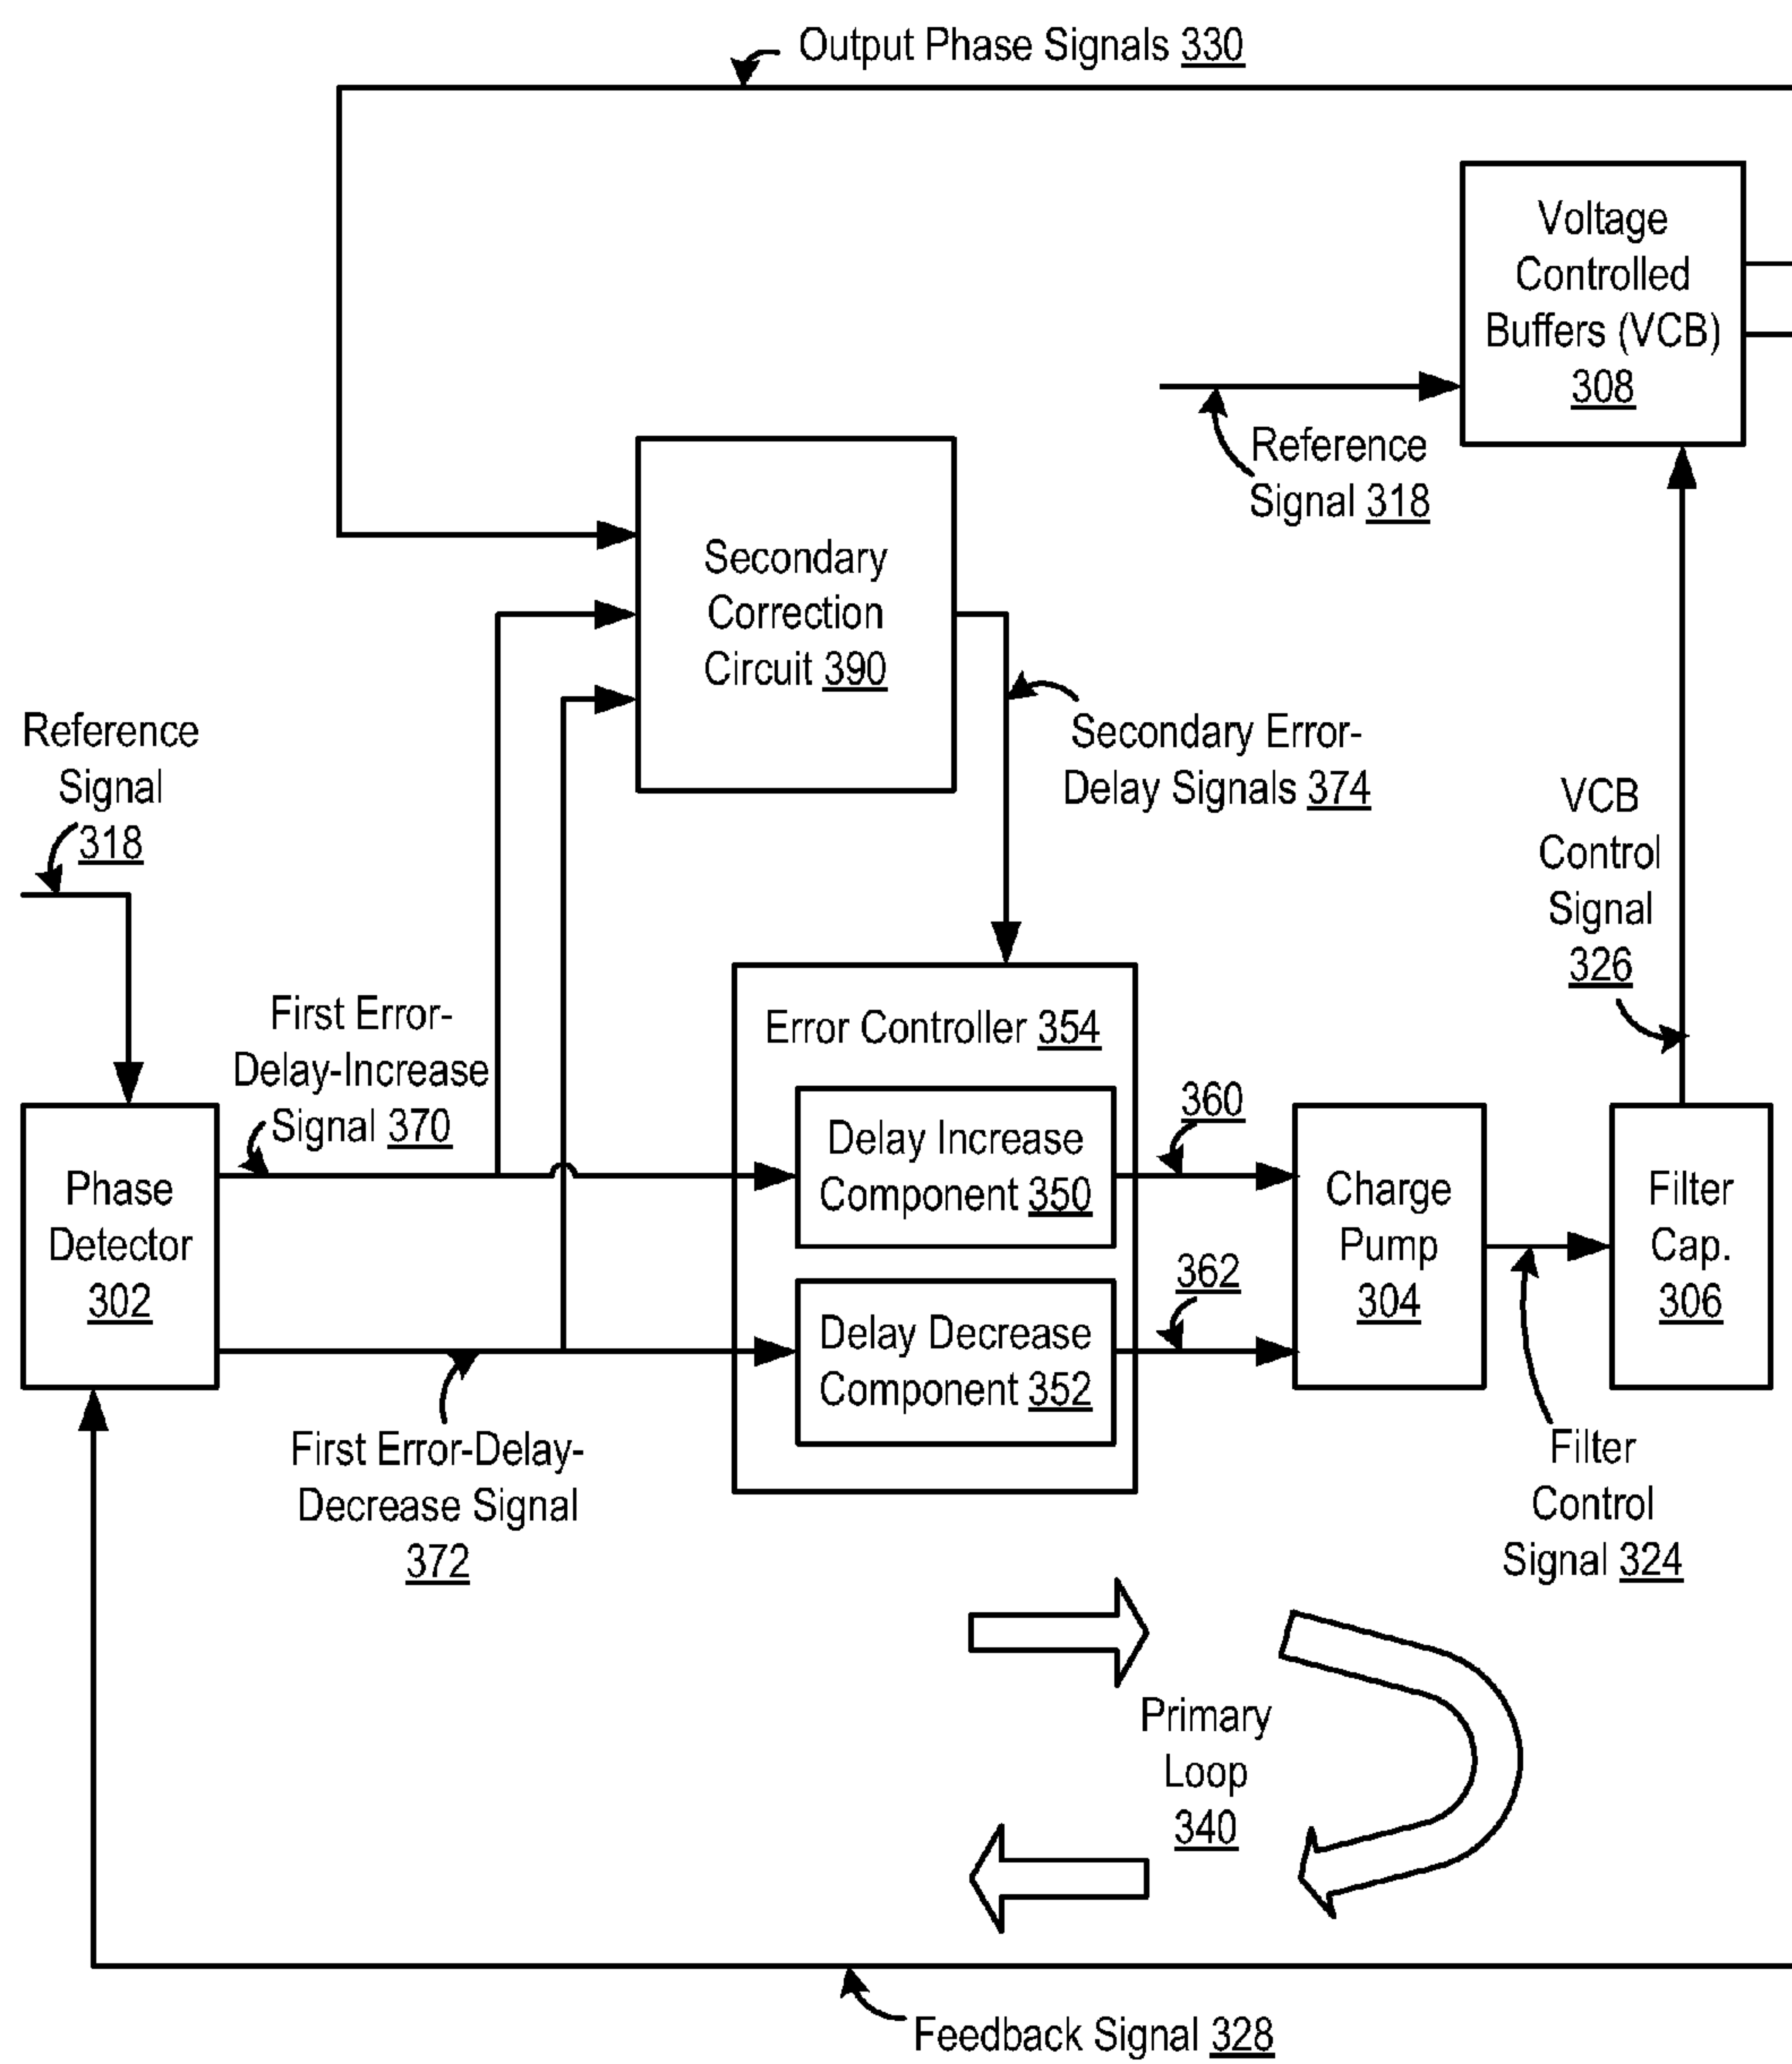 Output Phase Signals 330
Voltage
Controlled
Buffers (VCB)
308
Reference
Signal 318
Secondary
Correction
Circuit 390
Secondary Error-
Delay Signals 374
Reference
Signal
318
VCB
Control
Signal
326
First Error-
Delay-Increase
Signal 370
Error Controller 354
Delay Increase
Component 350
360
Phase
Detector
302
Charge
Pump
304
Filter
Cap.
306
362
Delay Decrease
Component 352
First Error-Delay-
Decrease Signal
372
Filter
Control
Signal 324
Primary
Loop
340
Feedback Signal 328